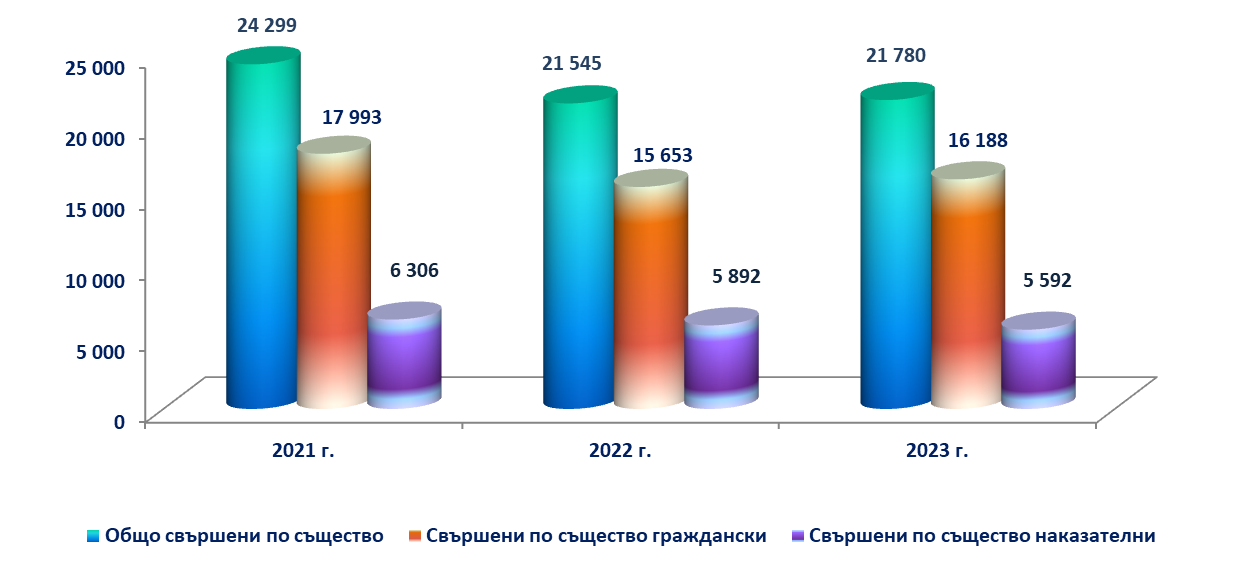 24 299
21 545
21 780
17 993
15 653
16 188
6 306
5 892
5 592
25 000
20 000
15 000
10 000
5 000
0
2021 г.
2022 г.
2023 г.
Общо свършени по същество
Свършени по същество граждански
Свършени по същество наказателни